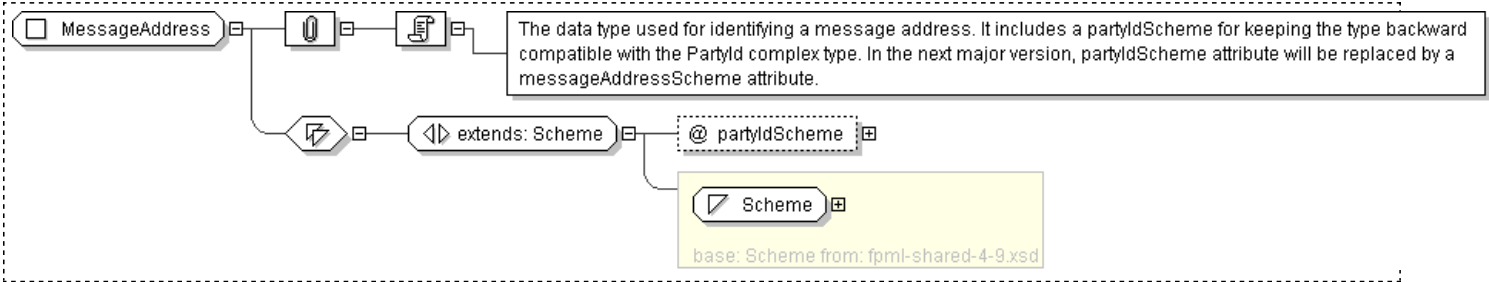 MessageAddress
The data type used for identifying a message address. It includes a partyIdScheme for keeping the type backward
compatible with the PartyId complex type. In the next major version, partyIdScheme attribute will be replaced by a
messageAddressScheme attribute.
extends: Scheme
@ partyIdScheme
Scheme
base: Scheme from: fpml-shared-4-9.xsd